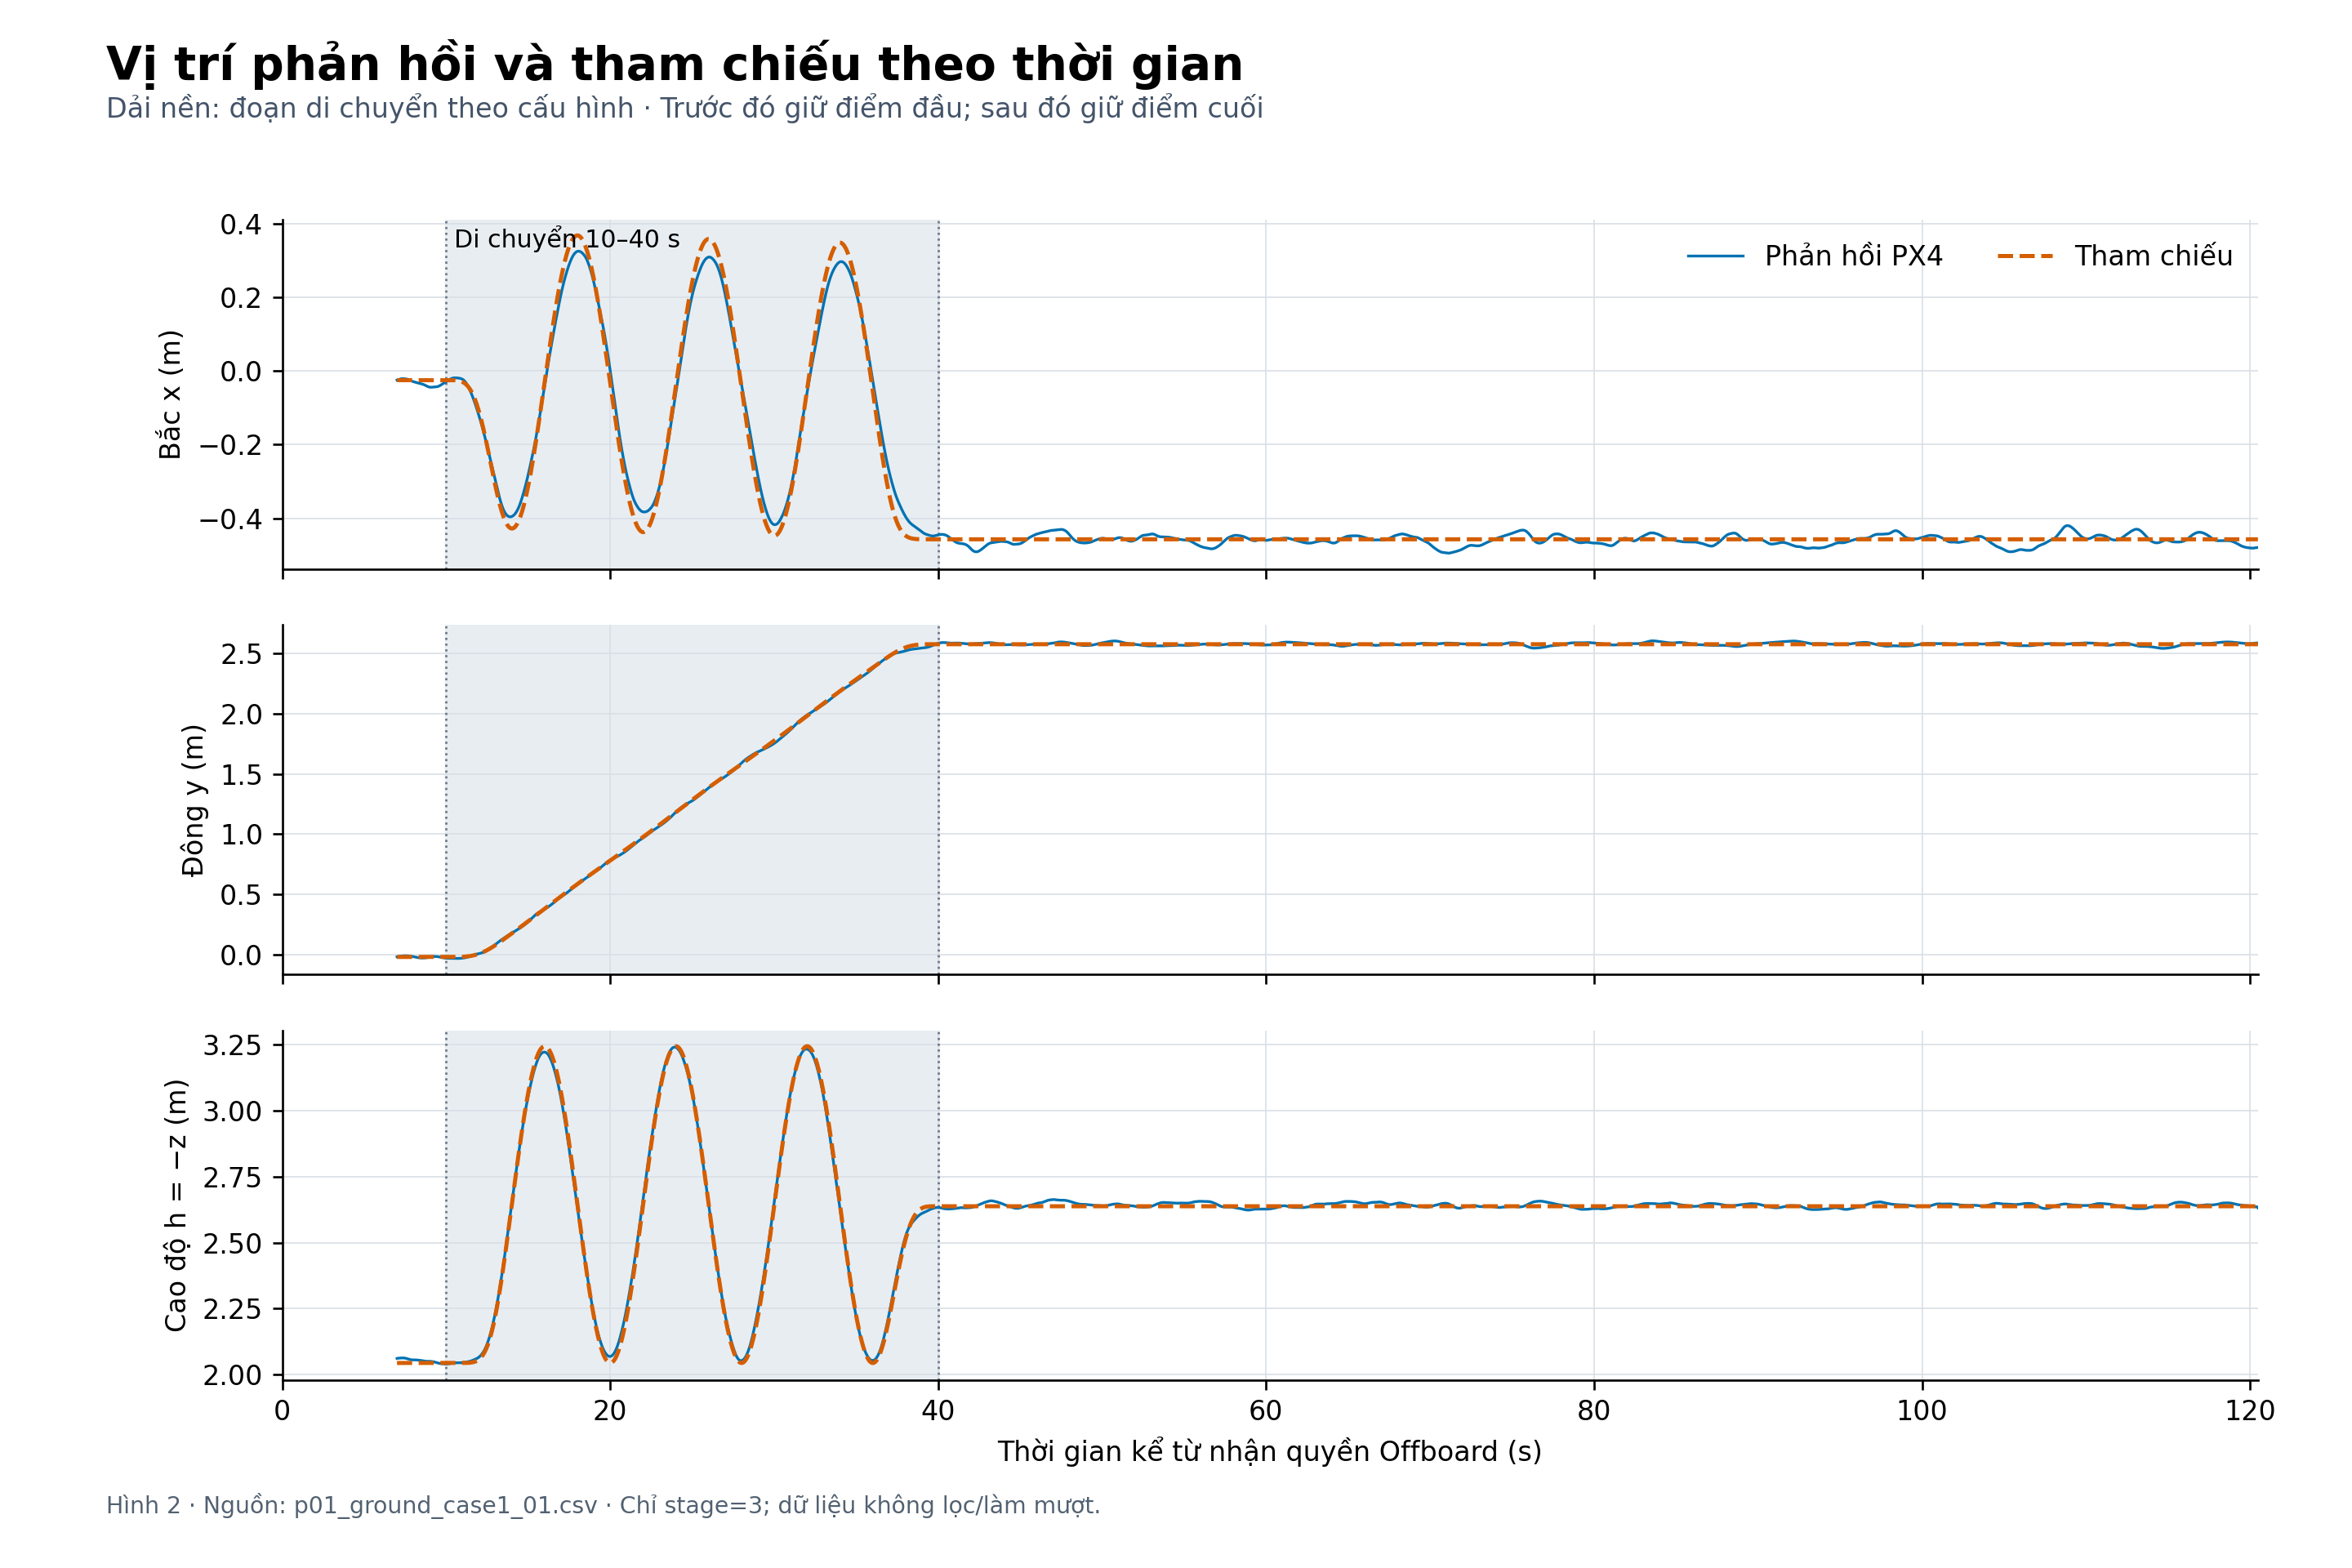 Vị trí phản hồi và tham chiếu theo thời gian
Dải nền: đoạn di chuyển theo cấu hình · Trước đó giữ điểm đầu; sau đó giữ điểm cuối
Di chuyển 10–40 s
Phản hồi PX4
Tham chiếu
Bắc x (m)
0.4
0.2
0.0
−0.2
−0.4
Đông y (m)
2.5
2.0
1.5
1.0
0.5
0.0
Cao độ h = −z (m)
3.25
3.00
2.75
2.50
2.25
2.00
0 20 40 60 80 100 120
Thời gian kể từ nhận quyền Offboard (s)
Hình 2 · Nguồn: p01_ground_case1_01.csv · Chỉ stage=3; dữ liệu không lọc/làm mượt.